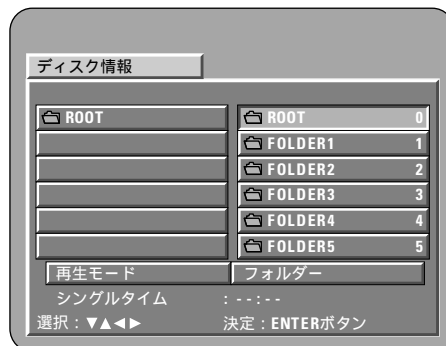 ディスク情報
ROOT ROOT 0
FOLDER1 1
FOLDER2 2
FOLDER3 3
FOLDER4 4
FOLDER5 5
再生モード フォルダー
シングルタイム :--:--
選択:▼▲◀▶ 決定:ENTERボタン